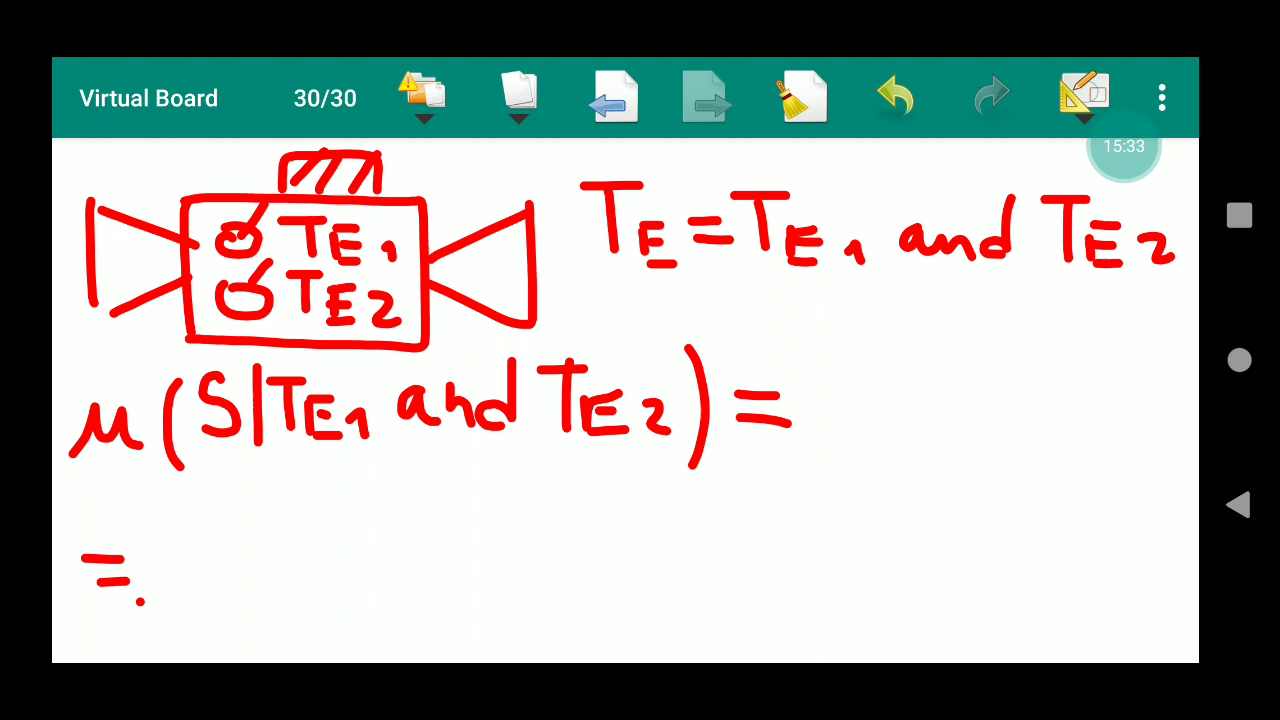 Virtual Board 30/30
15:33
TE1
TE2
TE = TE1 and TE2
μ(S|TE1 and TE2) =
=.